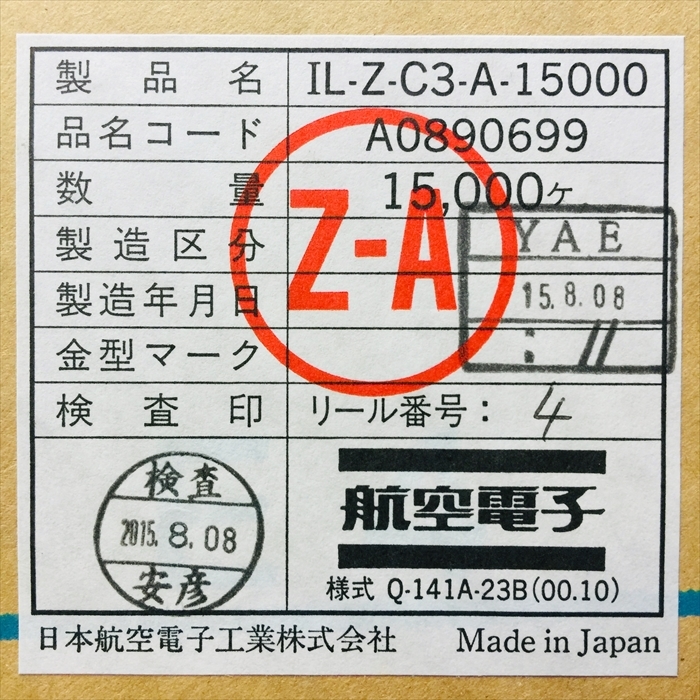 製品名 IL-Z-C3-A-15000
品名コード A0890699
数量 15,000ヶ
Z-A
製造区分 YAE
製造年月日 15.8.08
金型マーク : //
検査印 リール番号： 4
検査
2015.8.08
安彦
航空電子
様式 Q-141A-23B(00.10)
日本航空電子工業株式会社 Made in Japan